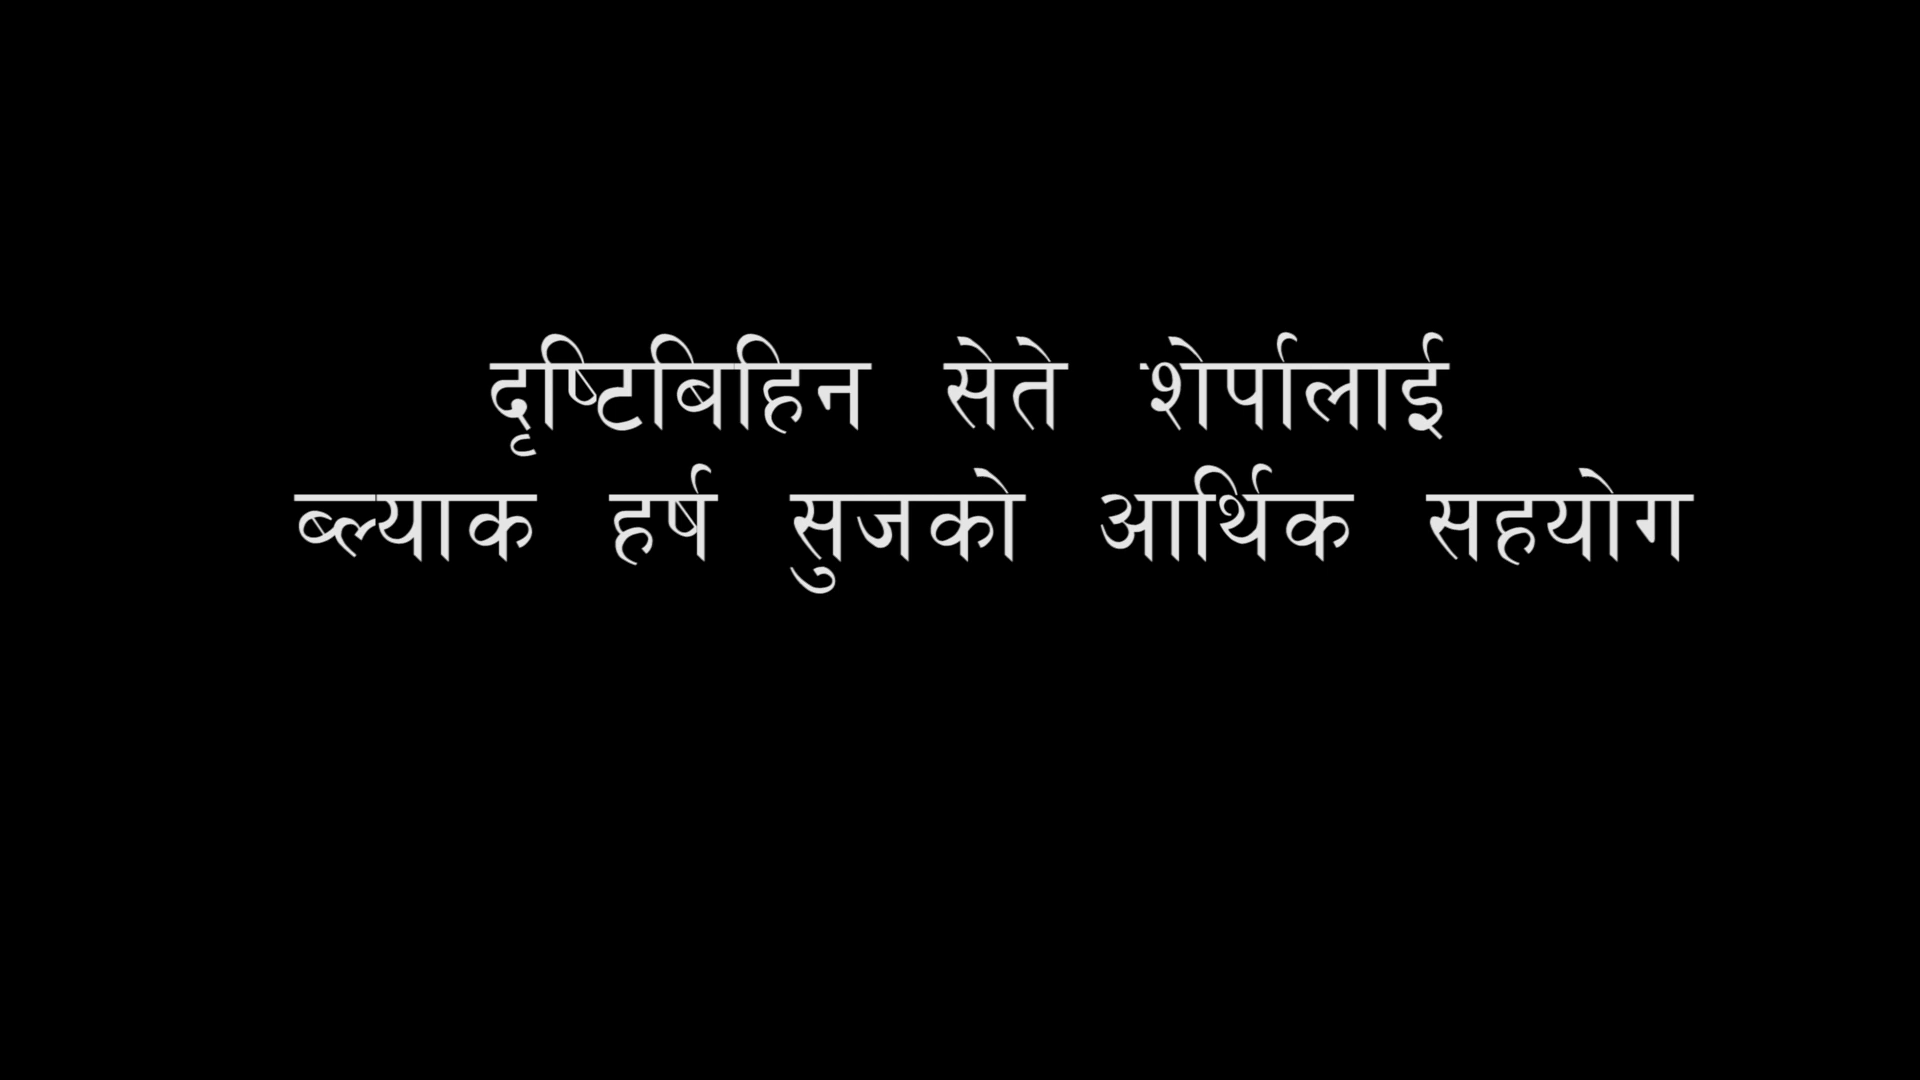 दृष्टिबिहिन सेते शेर्पालाई
ब्ल्याक हर्ष सुजको आर्थिक सहयोग